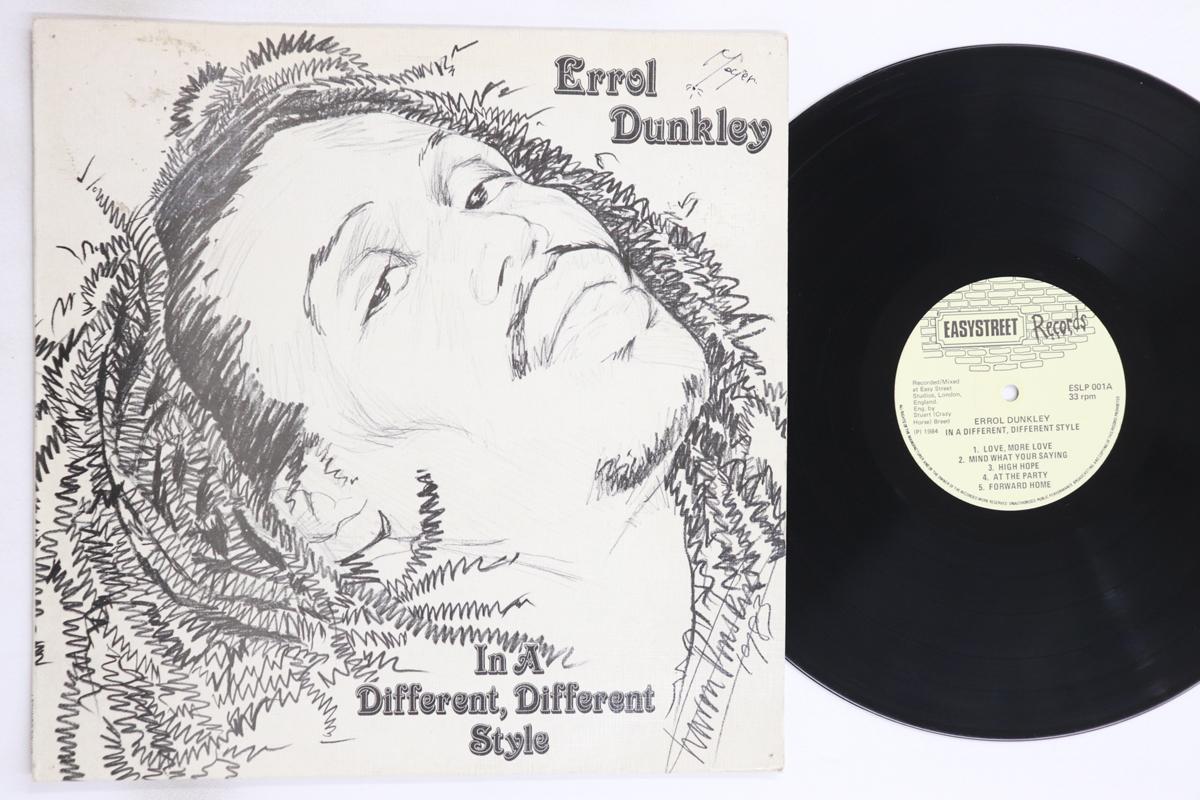 Errol
Dunkley
In A
Different, Different
Style
EASYSTREET Records
Recorded/Mixed
at Easy Street
Studios, London,
England.
Eng. by
Stuart (Crazy
Horse) Breet
(P) 1984
ESLP 001A
33 rpm
ERROL DUNKLEY
IN A DIFFERENT, DIFFERENT STYLE
1. LOVE, MORE LOVE
2. MIND WHAT YOUR SAYING
3. HIGH HOPE
4. AT THE PARTY
5. FORWARD HOME